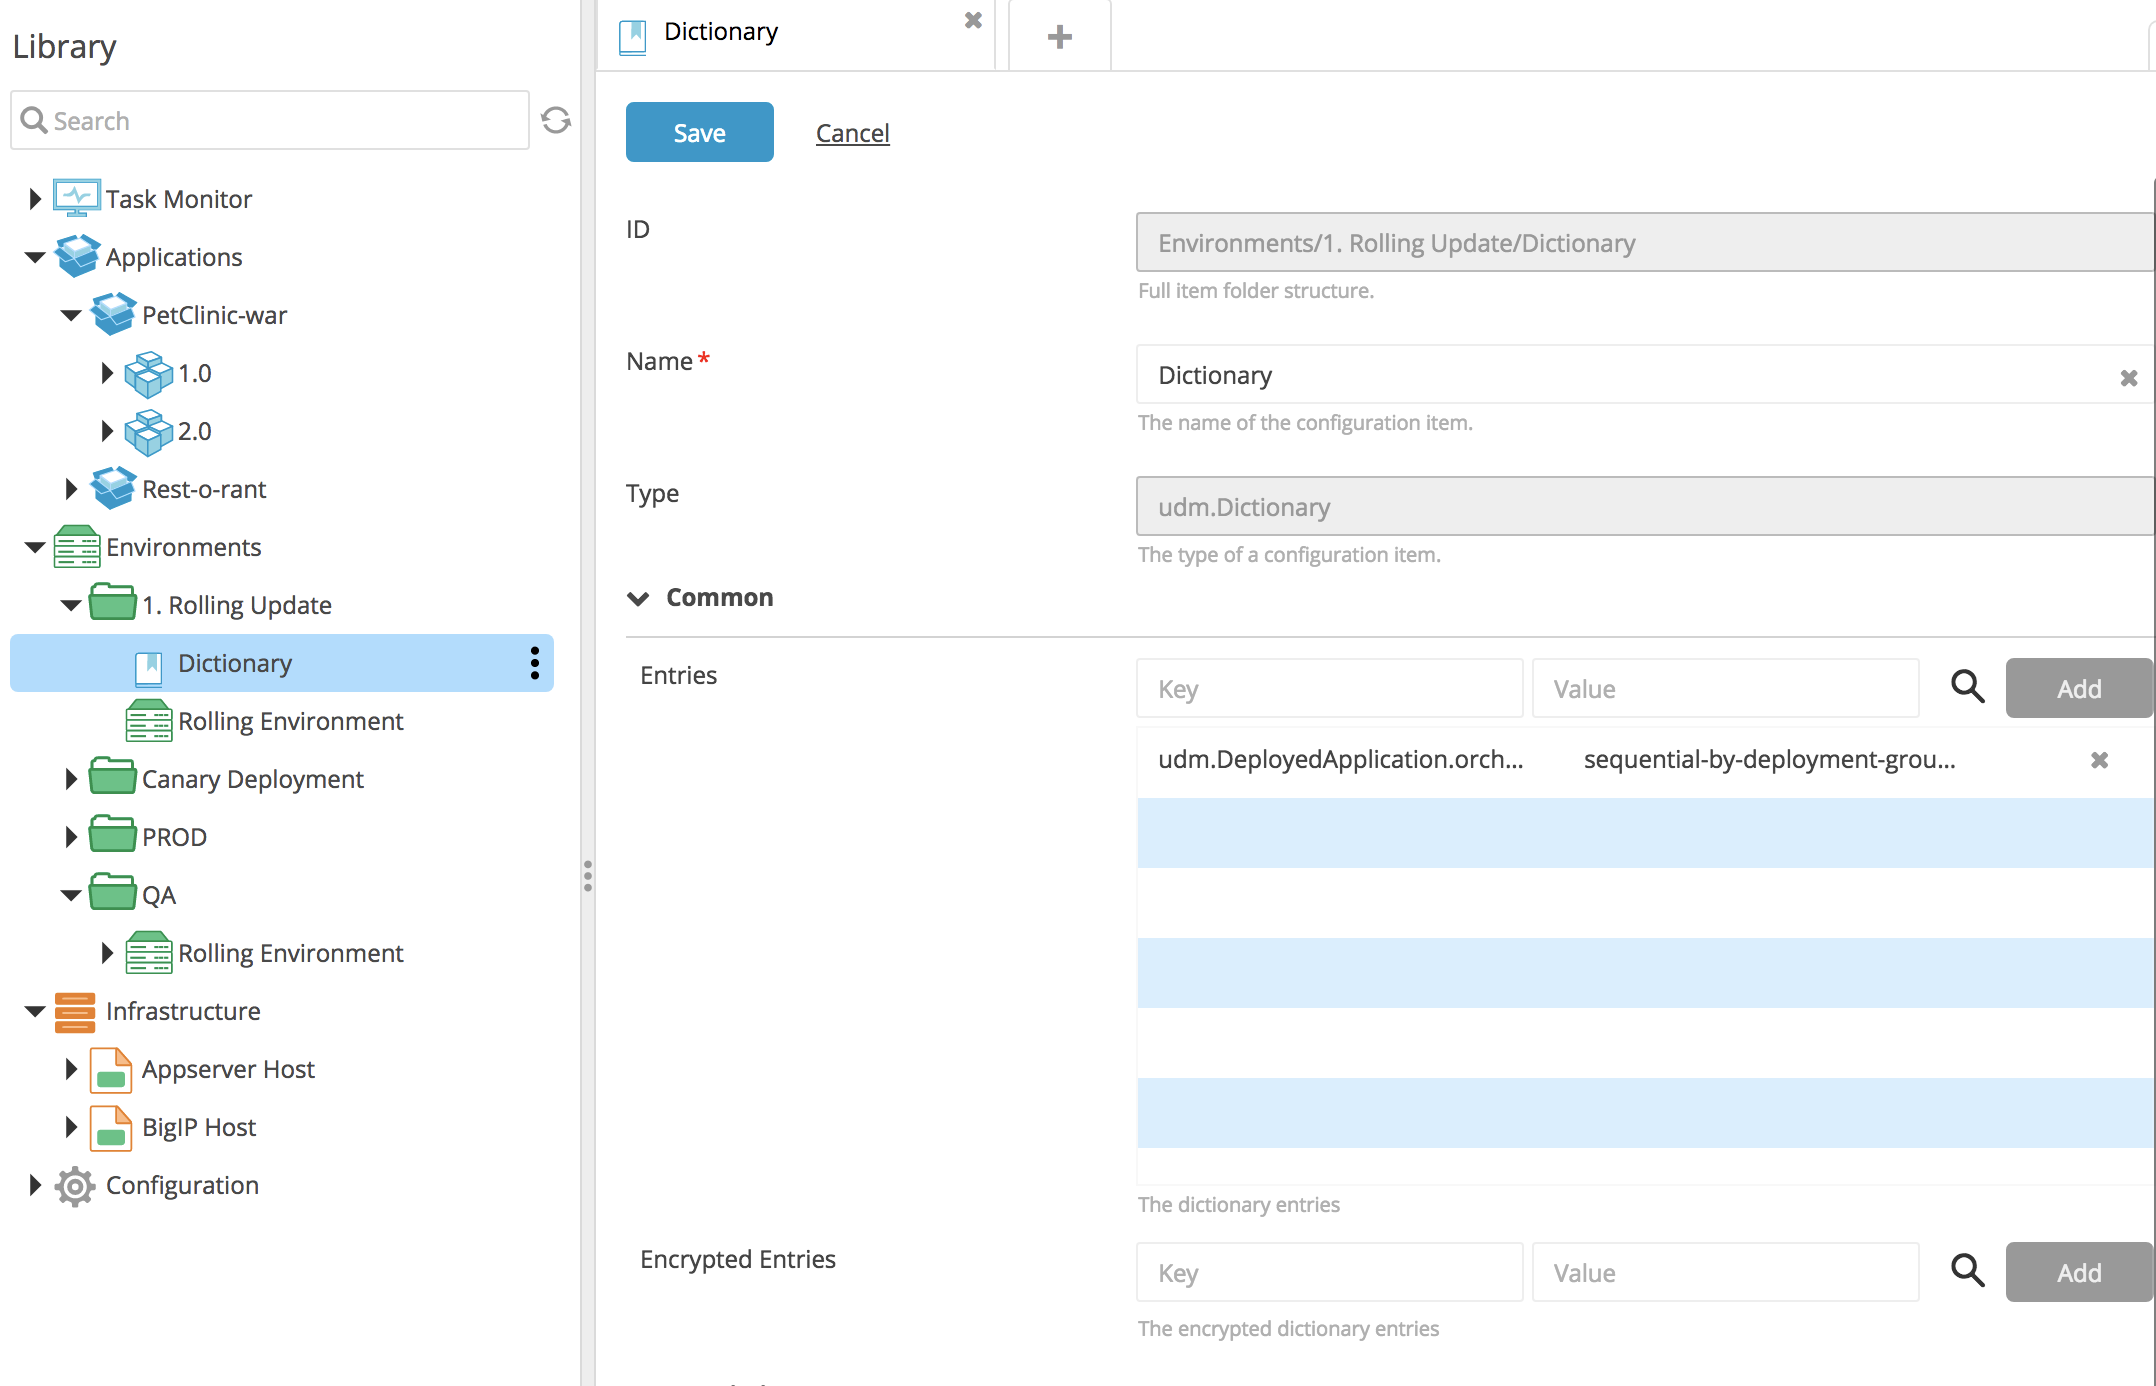 Library
Search
Task Monitor
Applications
PetClinic-war
1.0
2.0
Rest-o-rant
Environments
1. Rolling Update
Dictionary
Rolling Environment
Canary Deployment
PROD
QA
Rolling Environment
Infrastructure
Appserver Host
BigIP Host
Configuration
Dictionary
Save Cancel
ID
Environments/1. Rolling Update/Dictionary
Full item folder structure.
Name *
Dictionary
The name of the configuration item.
Type
udm.Dictionary
The type of a configuration item.
Common
Entries
Key Value Add
udm.DeployedApplication.orch... sequential-by-deployment-grou...
The dictionary entries
Encrypted Entries
Key Value Add
The encrypted dictionary entries